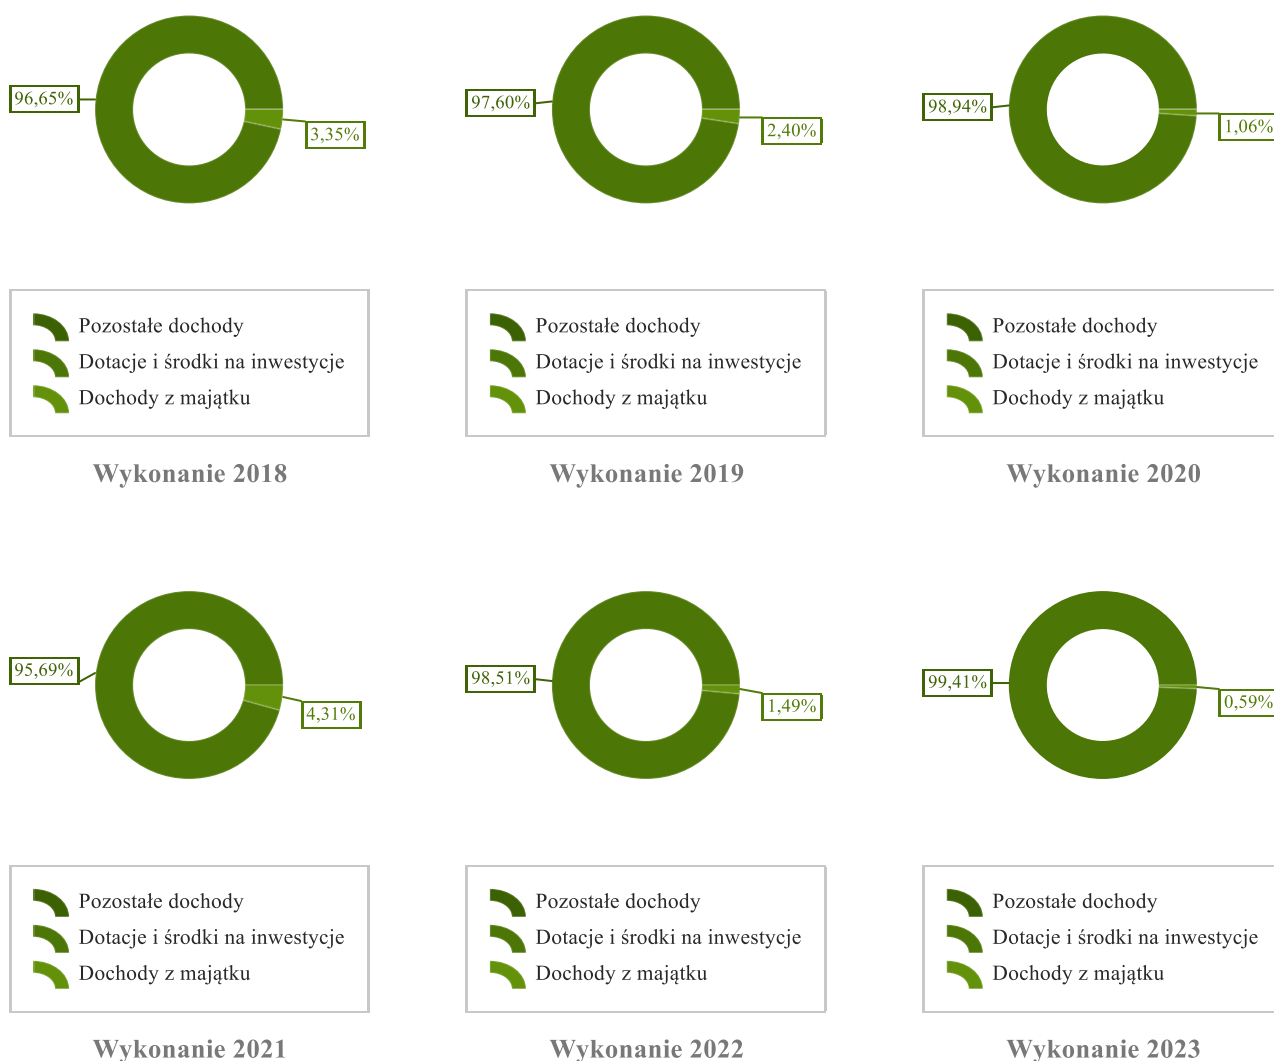 96,65%
3,35%
Pozostałe dochody
Dotacje i środki na inwestycje
Dochody z majątku
Wykonanie 2018
97,60%
2,40%
Pozostałe dochody
Dotacje i środki na inwestycje
Dochody z majątku
Wykonanie 2019
98,94%
1,06%
Pozostałe dochody
Dotacje i środki na inwestycje
Dochody z majątku
Wykonanie 2020
95,69%
4,31%
Pozostałe dochody
Dotacje i środki na inwestycje
Dochody z majątku
Wykonanie 2021
98,51%
1,49%
Pozostałe dochody
Dotacje i środki na inwestycje
Dochody z majątku
Wykonanie 2022
99,41%
0,59%
Pozostałe dochody
Dotacje i środki na inwestycje
Dochody z majątku
Wykonanie 2023